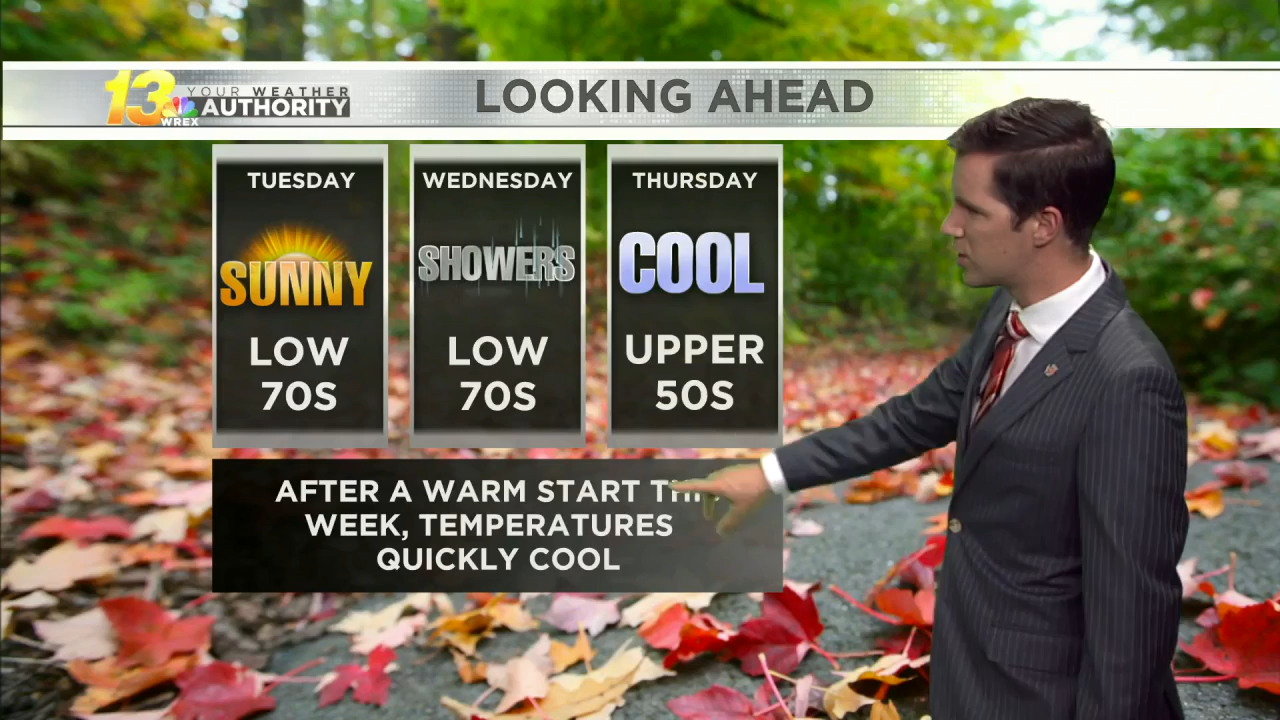 13 YOUR WEATHER
AUTHORITY
WREX
LOOKING AHEAD
TUESDAY
SUNNY
LOW
70S
WEDNESDAY
SHOWERS
LOW
70S
THURSDAY
COOL
UPPER
50S
AFTER A WARM START
WEEK, TEMPERATURES
QUICKLY COOL